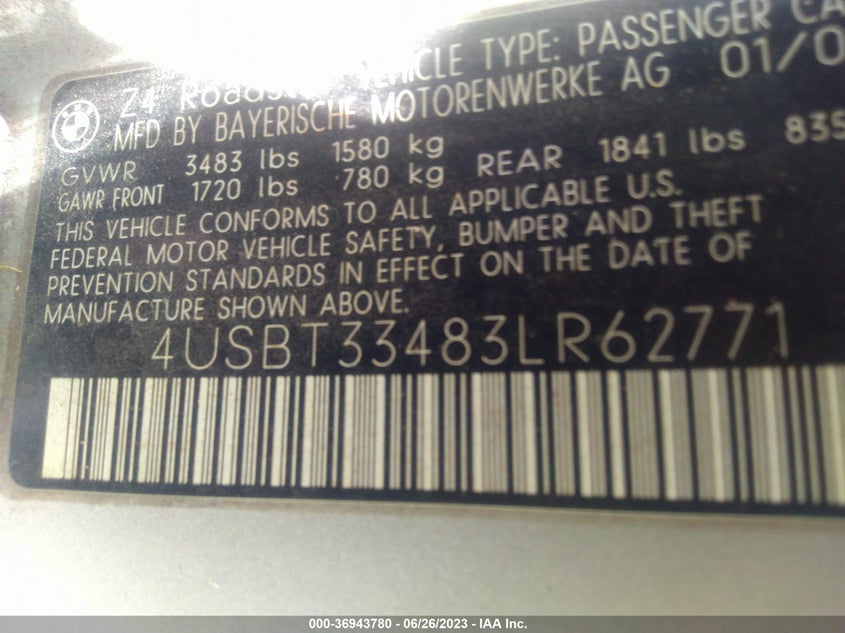 Z4 Roadster VEHICLE TYPE: PASSENGER CA
MFD BY BAYERISCHE MOTORENWERKE AG 01/0
GVWR 3483 lbs 1580 kg
GAWR FRONT 1720 lbs 780 kg REAR 1841 lbs 835
THIS VEHICLE CONFORMS TO ALL APPLICABLE U.S.
FEDERAL MOTOR VEHICLE SAFETY, BUMPER AND THEFT
PREVENTION STANDARDS IN EFFECT ON THE DATE OF
MANUFACTURE SHOWN ABOVE.
4USBT33483LR62771
000-36943780 - 06/26/2023 - IAA Inc.